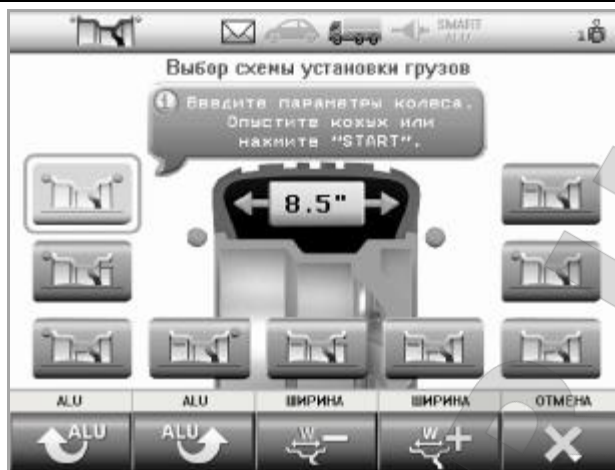 SMART
ALU
1
Выбор схемы установки грузов
Введите параметры колеса.
Опустите кожух или
нажмите "START".
8.5"
ALU
ALU
ШИРИНА
ШИРИНА
ОТМЕНА
ALU
ALU
W
W